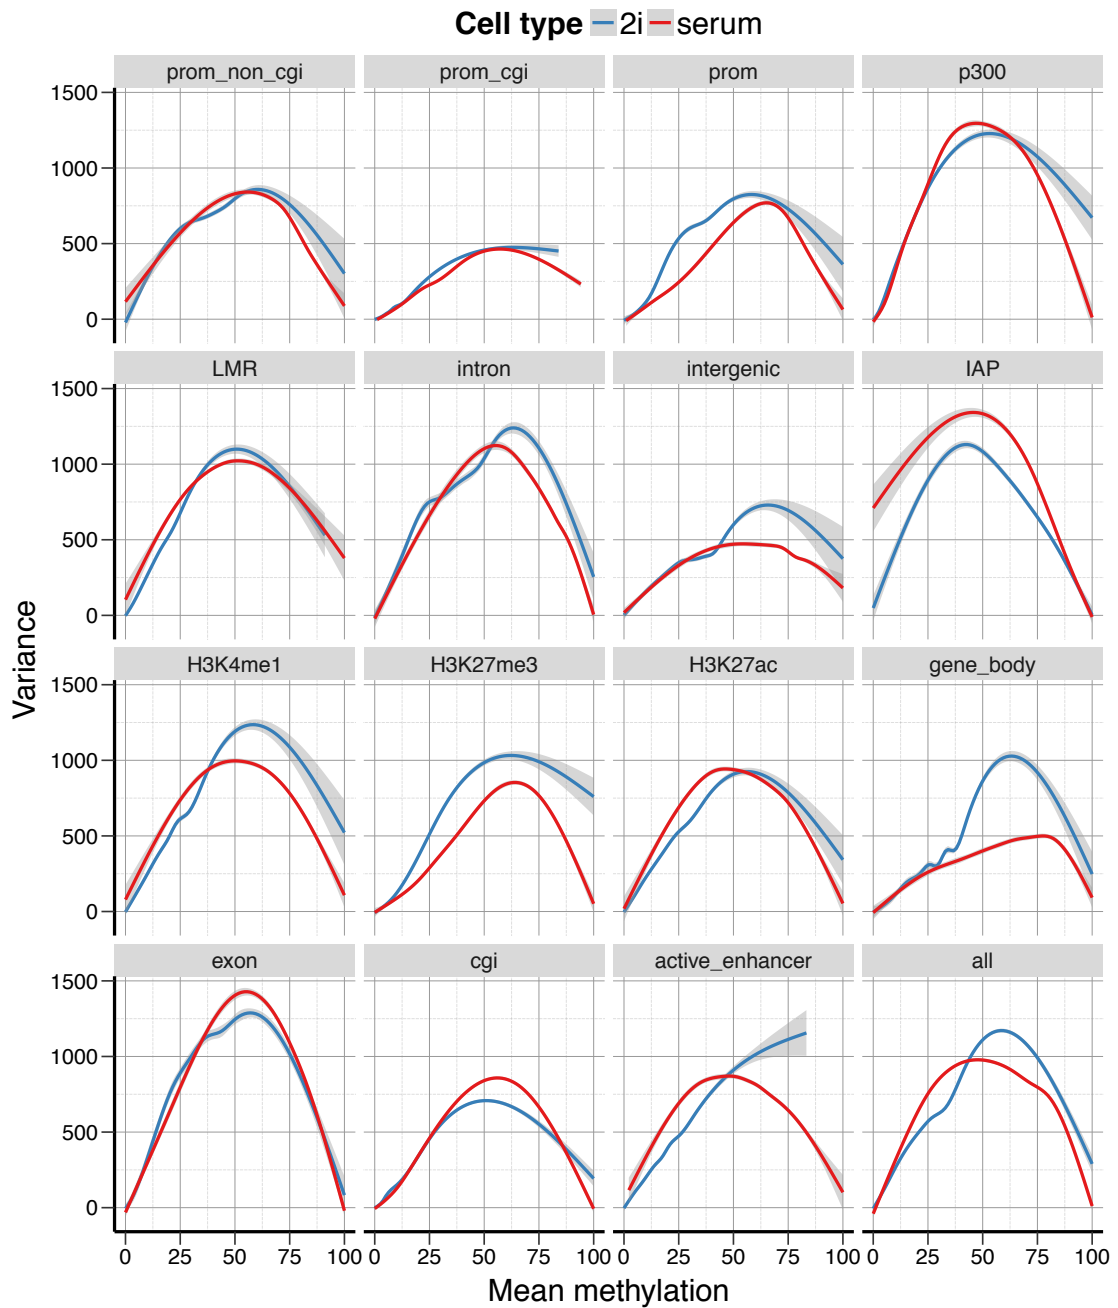 Cell type 2i serum
prom_non_cgi prom_cgi prom p300
1500
1000
500
0
LMR intron intergenic IAP
1500
1000
500
0
Variance
H3K4me1 H3K27me3 H3K27ac gene_body
1500
1000
500
0
exon cgi active_enhancer all
1500
1000
500
0
0 25 50 75 100 0 25 50 75 100 0 25 50 75 100 0 25 50 75 100
Mean methylation